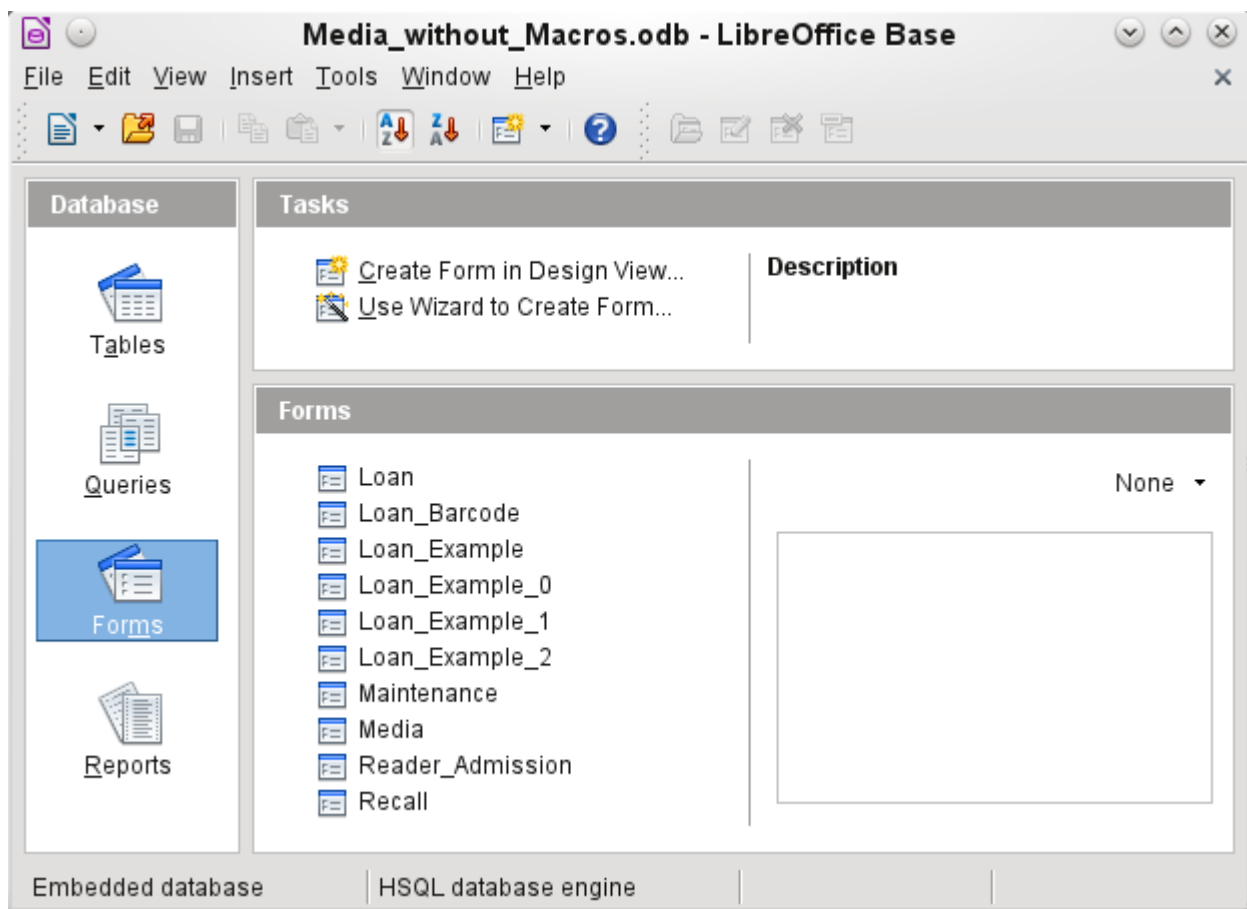 Media_without_Macros.odb - LibreOffice Base
File Edit View Insert Tools Window Help
Database
Tables
Queries
Forms
Reports
Tasks
Create Form in Design View...
Use Wizard to Create Form...
Description
Forms
Loan
Loan_Barcode
Loan_Example
Loan_Example_0
Loan_Example_1
Loan_Example_2
Maintenance
Media
Reader_Admission
Recall
None
Embedded database
HSQL database engine